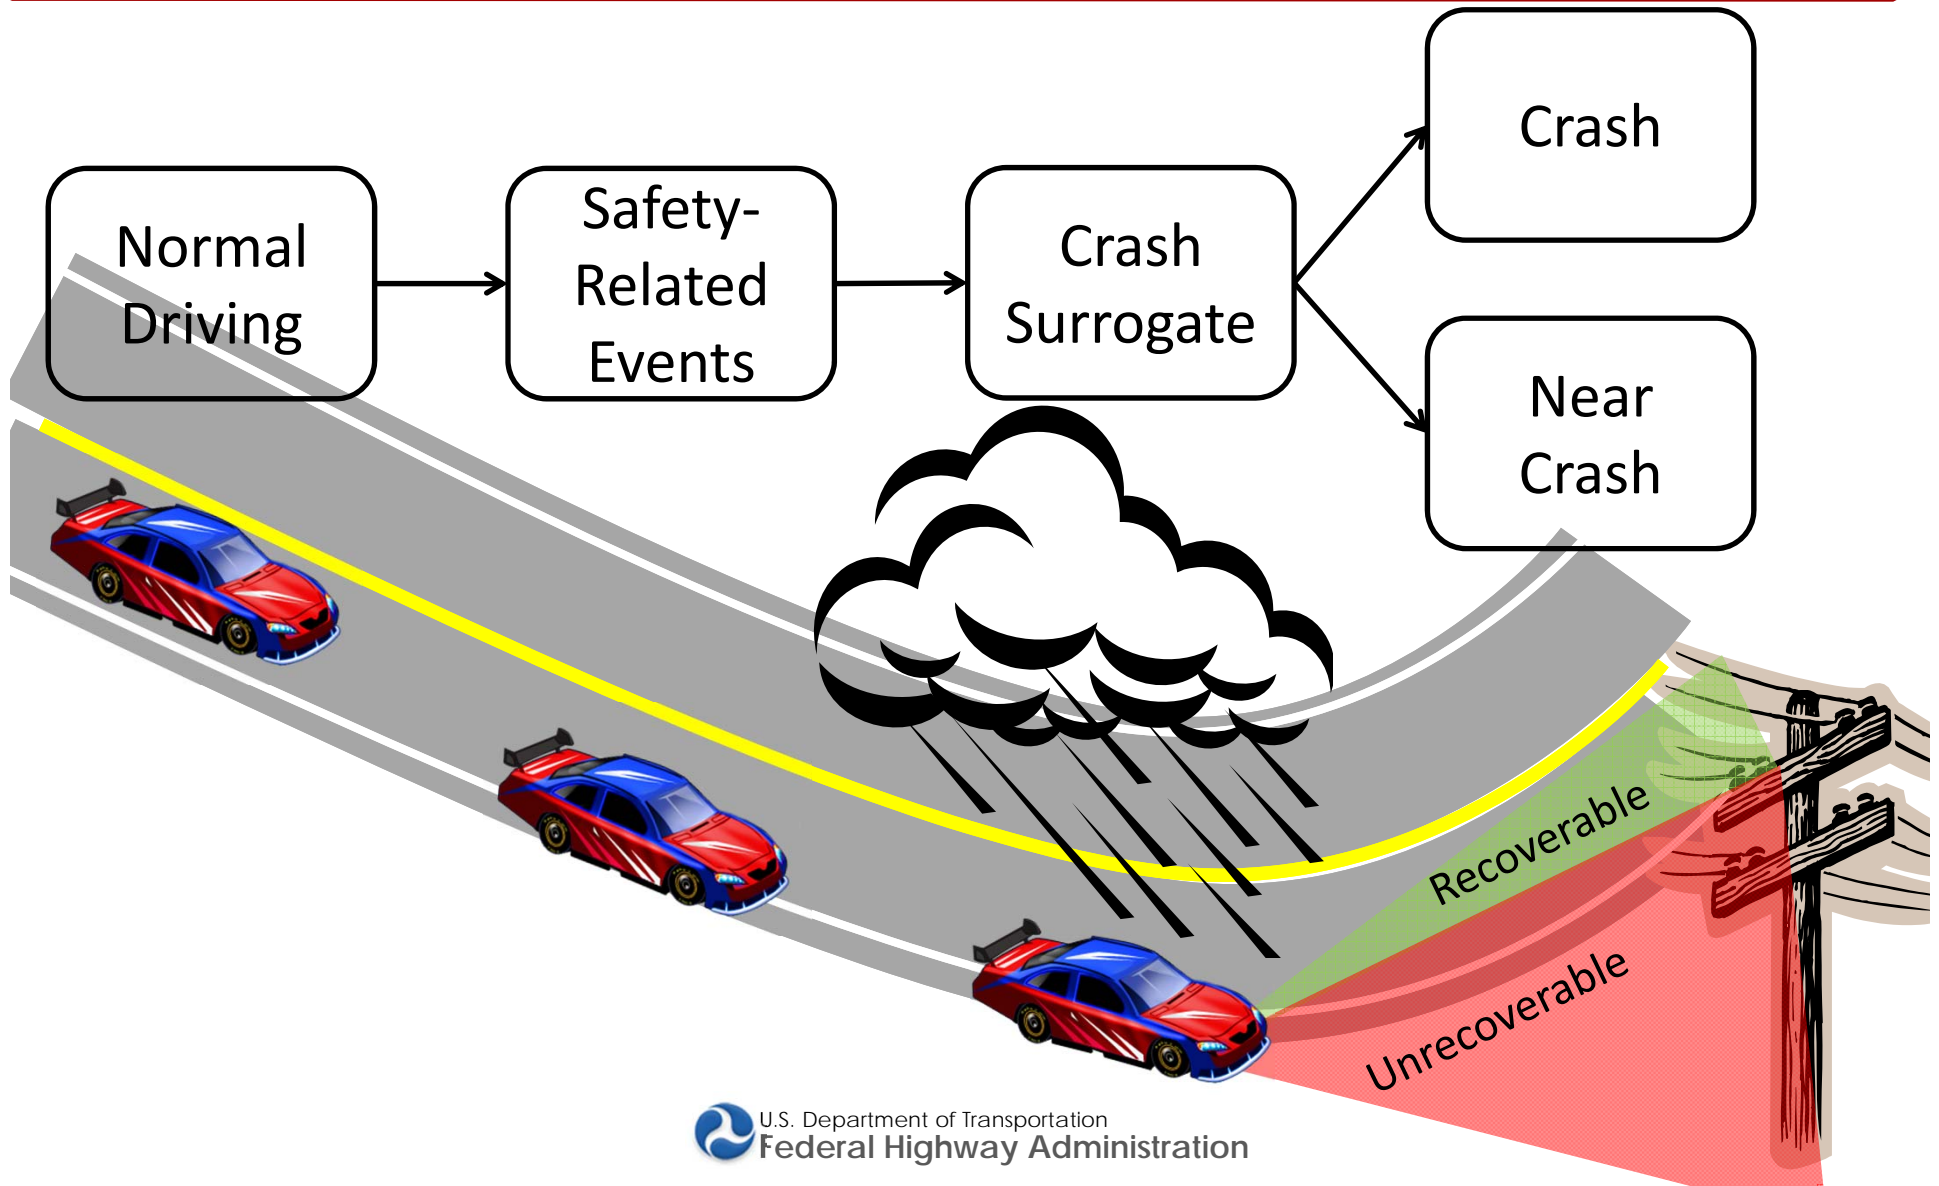 Crash
Normal
Driving
Safety-
Related
Events
Crash
Surrogate
Near
Crash
Recoverable
Unrecoverable
U.S. Department of Transportation
Federal Highway Administration